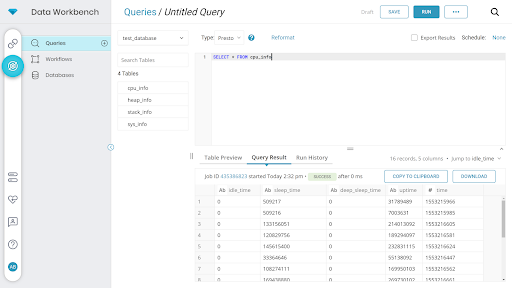 Data Workbench
Queries / Untitled Query
Draft
SAVE
RUN
Queries
Workflows
Databases
test_database
Type: Presto
Reformat
Export Results
Schedule: None
Search Tables
4 Tables
cpu_info
heap_info
stack_info
sys_info
1 SELECT * FROM cpu_info
Table Preview
Query Result
Run History
16 records, 5 columns • Jump to idle_time
Job ID 435386803 started Today 2:32 pm • SUCCESS after 0 ms
COPY TO CLIPBOARD
DOWNLOAD
Ab idle_time Ab sleep_time Ab deep_sleep_time Ab uptime # time
1 0 509217 0 31789489 1553215966
2 0 509216 0 7003631 1553215985
3 0 133156051 0 214013092 1553216605
4 0 120829756 0 189294097 1553216581
5 0 145615400 0 232831115 1553216624
6 0 33364646 0 55138092 1553216447
7 0 108274111 0 169950103 1553216562
8 0 169438880 0 269730102 1553216661
AB